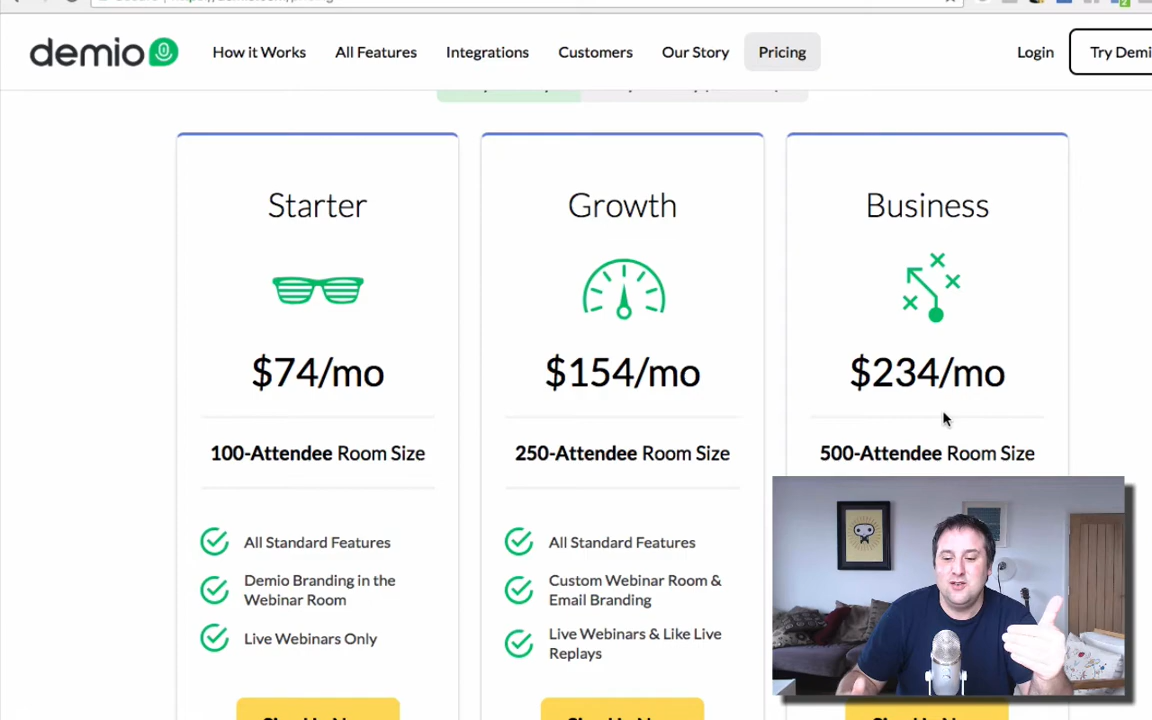 demio
How it Works
All Features
Integrations
Customers
Our Story
Pricing
Login
Try Demi
Starter
$74/mo
100-Attendee Room Size
All Standard Features
Demio Branding in the
Webinar Room
Live Webinars Only
Growth
$154/mo
250-Attendee Room Size
All Standard Features
Custom Webinar Room &
Email Branding
Live Webinars & Like Live
Replays
Business
$234/mo
500-Attendee Room Size